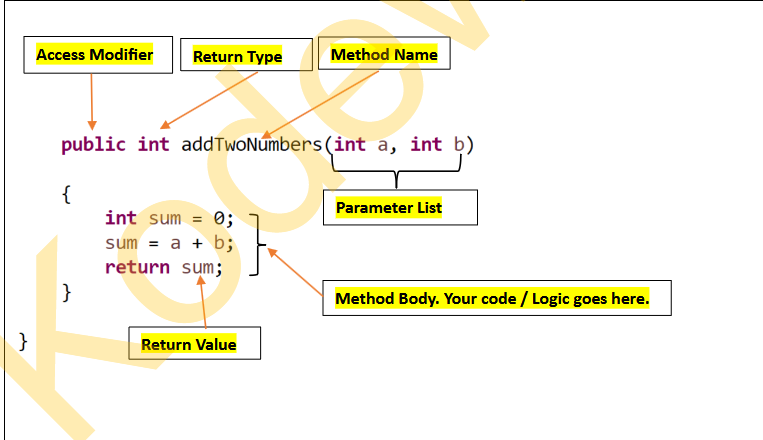 Access Modifier
Return Type
Method Name
public int addTwoNumbers(int a, int b)
Parameter List
{
int sum = 0;
sum = a + b;
return sum;
}
Method Body. Your code / Logic goes here.
Return Value
}
Kodew